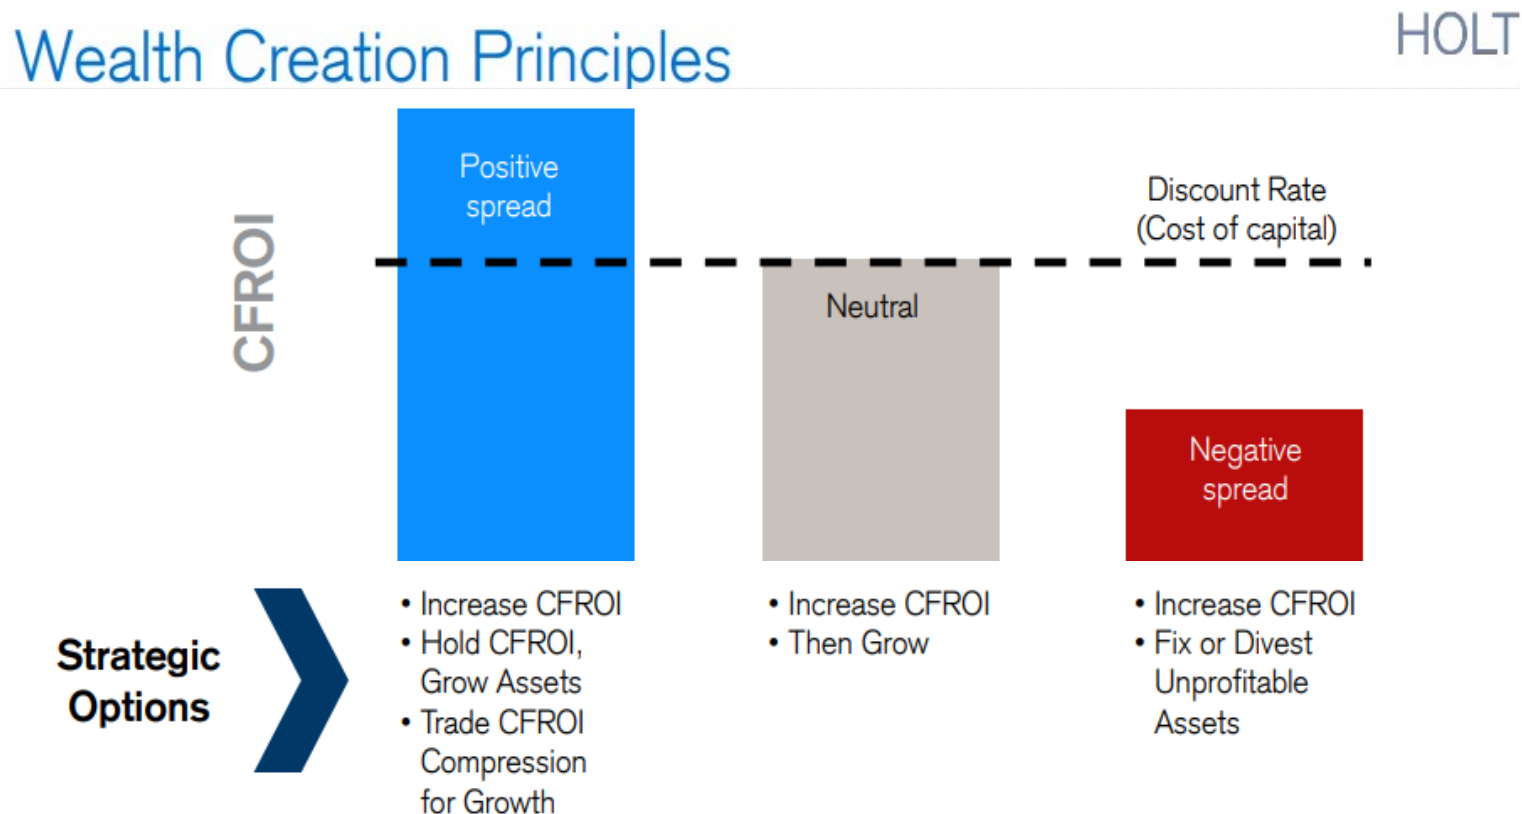 Wealth Creation Principles
HOLT
CFROI
Positive
spread
Discount Rate
(Cost of capital)
Neutral
Negative
spread
Strategic
Options
• Increase CFROI
• Hold CFROI,
Grow Assets
• Trade CFROI
Compression
for Growth
• Increase CFROI
• Then Grow
• Increase CFROI
• Fix or Divest
Unprofitable
Assets